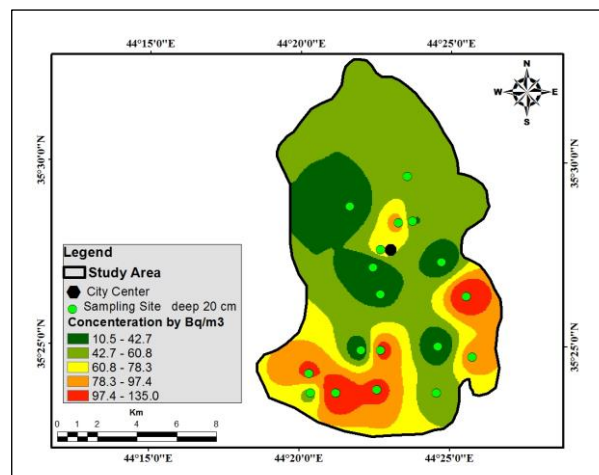 44°15'0"E 44°20'0"E 44°25'0"E
N
W E
S
35°30'0"N 35°30'0"N
Legend
Study Area
City Center
Sampling Site deep 20 cm
Concenteration by Bq/m3
10.5 - 42.7
42.7 - 60.8
60.8 - 78.3
78.3 - 97.4
97.4 - 135.0
35°25'0"N 35°25'0"N
Km
0 1 2 4 6 8
44°15'0"E 44°20'0"E 44°25'0"E